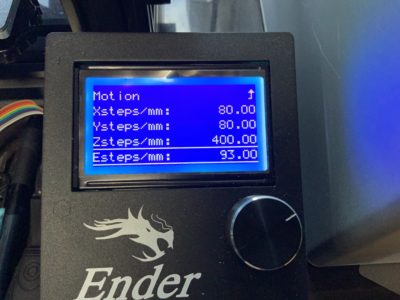 Motion
Xsteps/mm: 80.00
Ysteps/mm: 80.00
Zsteps/mm: 400.00
Esteps/mm: 93.00
Ender